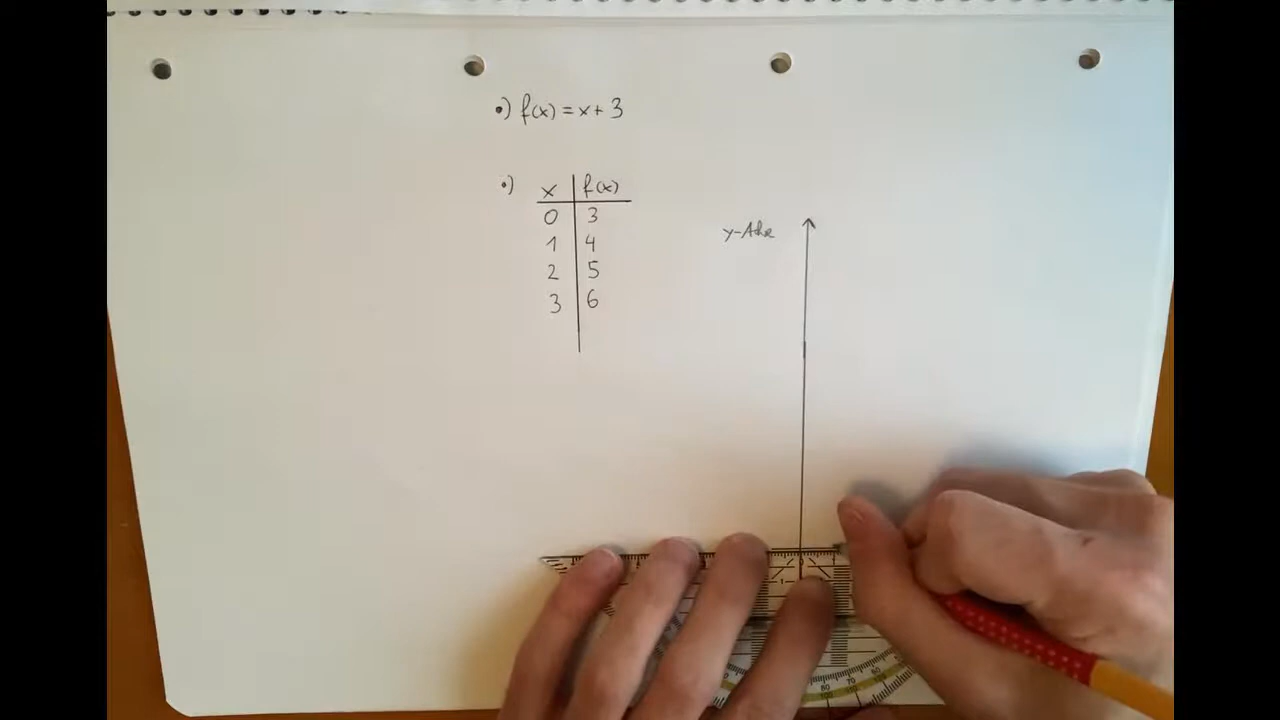 •) f(x) = x + 3
•) x f(x)
0 3
1 4
2 5
3 6
y-Achse